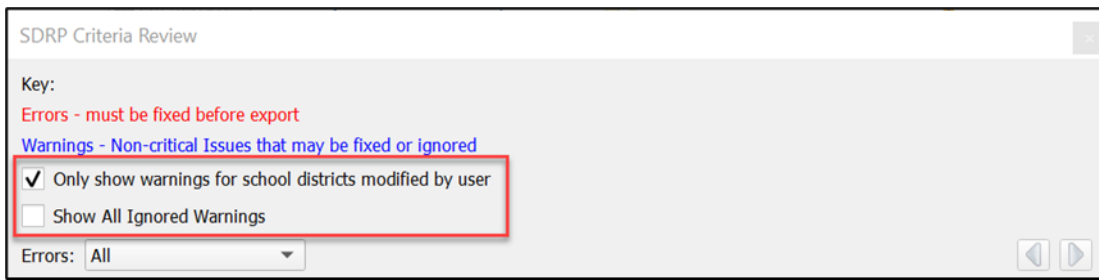 SDRP Criteria Review
Key:
Errors - must be fixed before export
Warnings - Non-critical Issues that may be fixed or ignored
Only show warnings for school districts modified by user
Show All Ignored Warnings
Errors: All